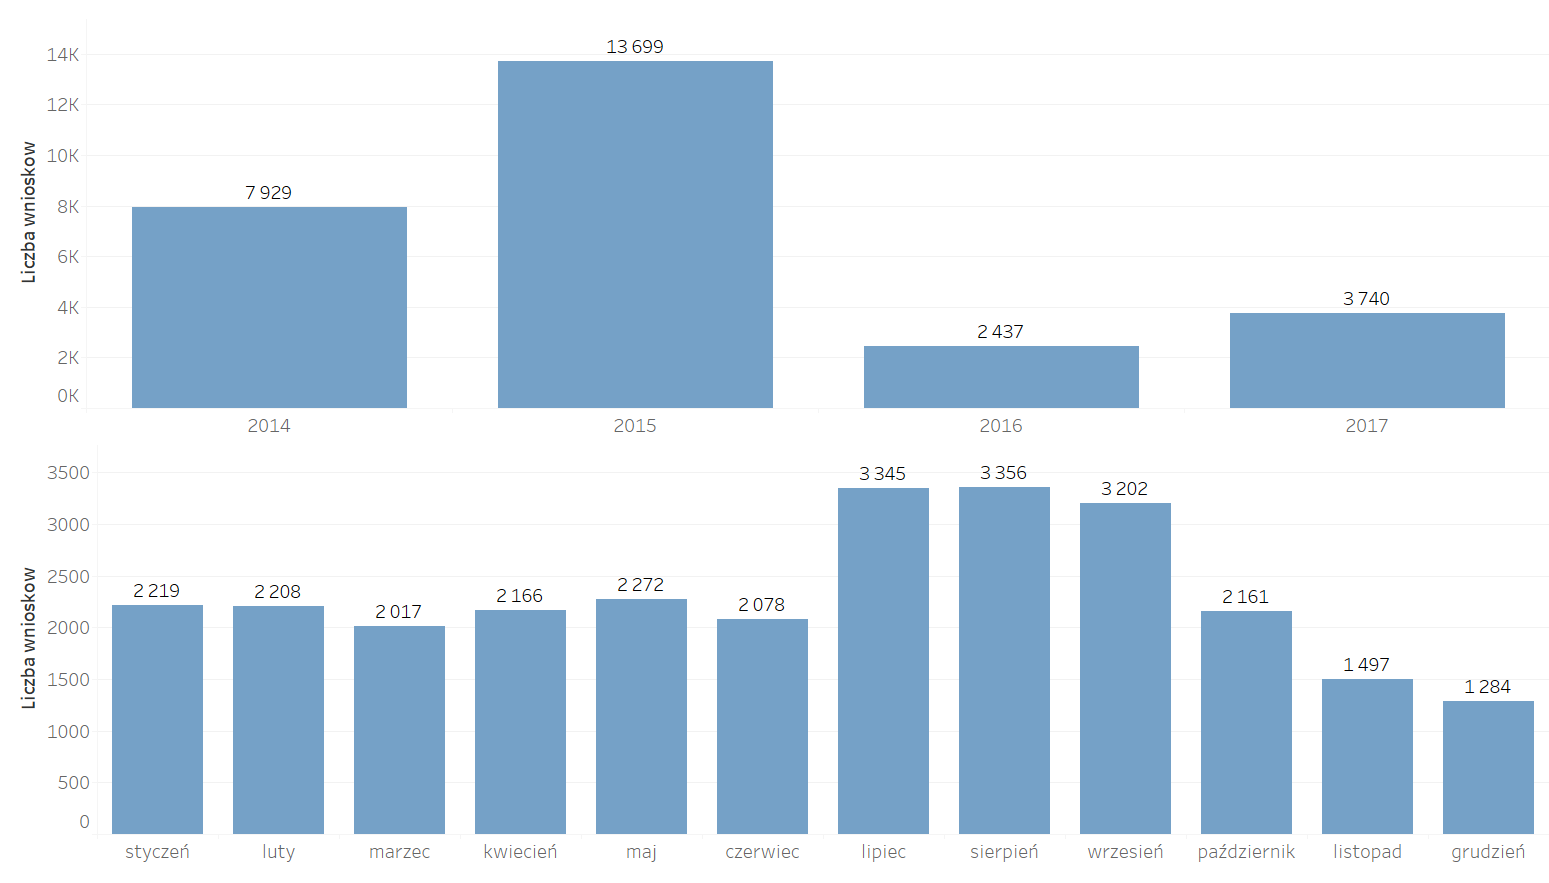 Liczba wnioskow
14K
12K
10K
8K
6K
4K
2K
0K
7 929
13 699
2 437
3 740
2014
2015
2016
2017
Liczba wnioskow
3500
3000
2500
2000
1500
1000
500
0
2 219
2 208
2 017
2 166
2 272
2 078
3 345
3 356
3 202
2 161
1 497
1 284
styczeń
luty
marzec
kwiecień
maj
czerwiec
lipiec
sierpień
wrzesień
październik
listopad
grudzień